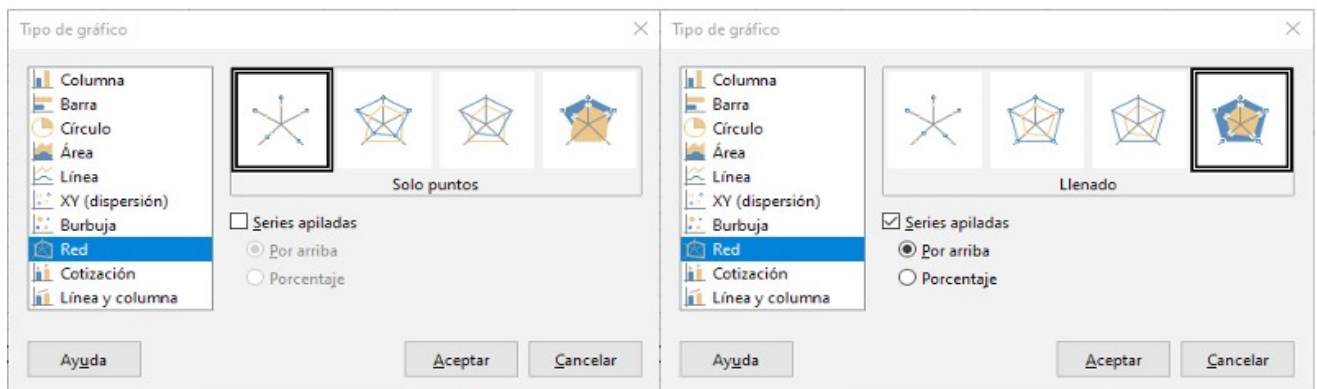 Tipo de gráfico
Columna
Barra
Círculo
Área
Línea
XY (dispersión)
Burbuja
Red
Cotización
Línea y columna
Solo puntos
Series apiladas
Por arriba
Porcentaje
Ayuda
Aceptar
Cancelar
Tipo de gráfico
Columna
Barra
Círculo
Área
Línea
XY (dispersión)
Burbuja
Red
Cotización
Línea y columna
Llenado
Series apiladas
Por arriba
Porcentaje
Ayuda
Aceptar
Cancelar